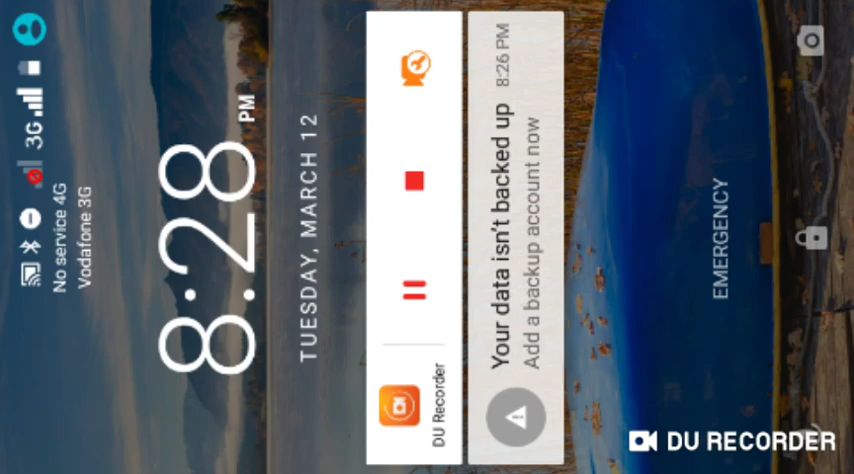 3G
No service 4G
Vodafone 3G
8:28 PM
TUESDAY, MARCH 12
DU Recorder
Your data isn't backed up 8:26 PM
Add a backup account now
EMERGENCY
DU RECORDER